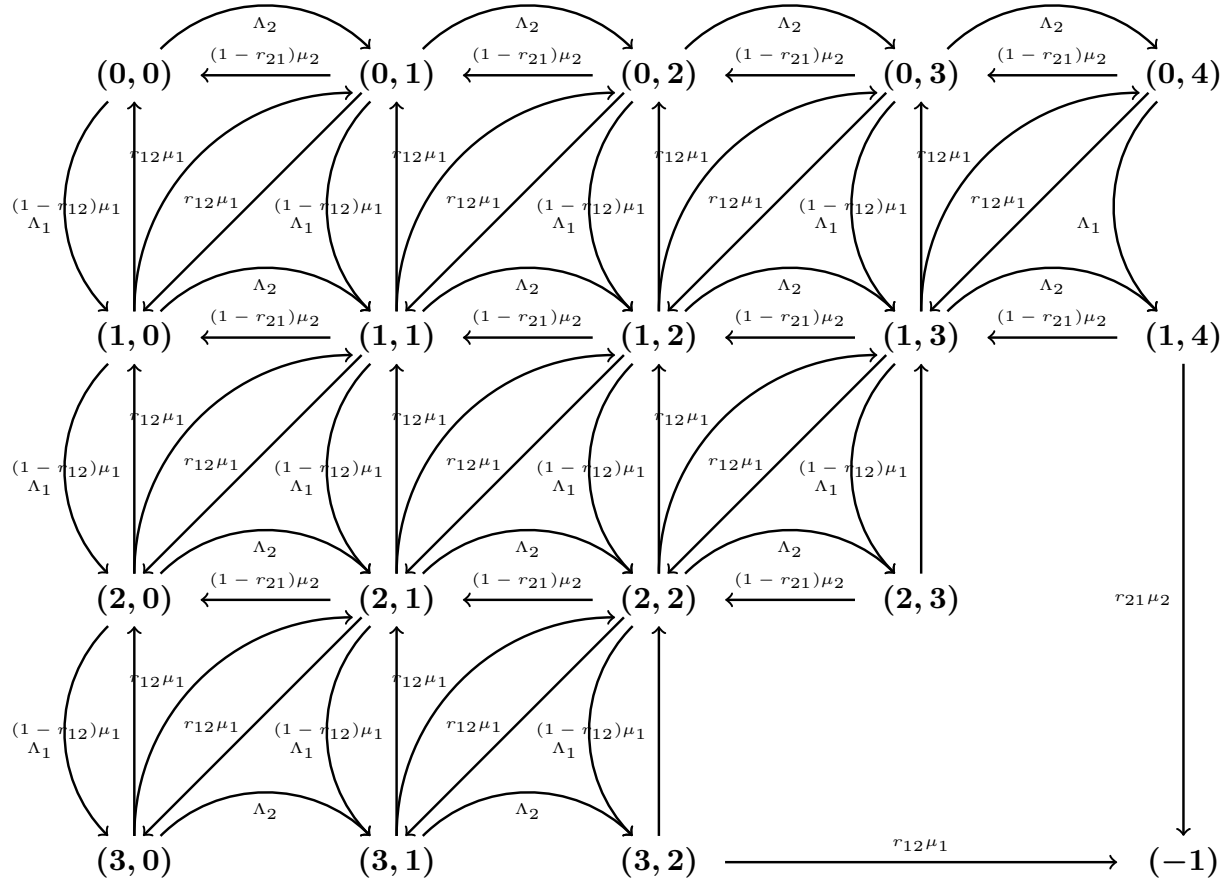 Λ₂ Λ₂ Λ₂ Λ₂
(1 − r₂₁)μ₂ (1 − r₂₁)μ₂ (1 − r₂₁)μ₂ (1 − r₂₁)μ₂
(0, 0) (0, 1) (0, 2) (0, 3) (0, 4)
r₁₂μ₁ r₁₂μ₁ r₁₂μ₁ r₁₂μ₁
r₁₂μ₁ r₁₂μ₁ r₁₂μ₁ r₁₂μ₁
(1 − r₁₂)μ₁ (1 − r₁₂)μ₁ (1 − r₁₂)μ₁ (1 − r₁₂)μ₁
Λ₁ Λ₁ Λ₁ Λ₁ Λ₁
Λ₂ Λ₂ Λ₂ Λ₂
(1 − r₂₁)μ₂ (1 − r₂₁)μ₂ (1 − r₂₁)μ₂ (1 − r₂₁)μ₂
(1, 0) (1, 1) (1, 2) (1, 3) (1, 4)
r₁₂μ₁ r₁₂μ₁ r₁₂μ₁
r₁₂μ₁ r₁₂μ₁ r₁₂μ₁
(1 − r₁₂)μ₁ (1 − r₁₂)μ₁ (1 − r₁₂)μ₁ (1 − r₁₂)μ₁
Λ₁ Λ₁ Λ₁ Λ₁
Λ₂ Λ₂ Λ₂
(1 − r₂₁)μ₂ (1 − r₂₁)μ₂ (1 − r₂₁)μ₂
(2, 0) (2, 1) (2, 2) (2, 3)
r₂₁μ₂
r₁₂μ₁ r₁₂μ₁
r₁₂μ₁ r₁₂μ₁
(1 − r₁₂)μ₁ (1 − r₁₂)μ₁ (1 − r₁₂)μ₁
Λ₁ Λ₁ Λ₁
Λ₂ Λ₂
r₁₂μ₁
(3, 0) (3, 1) (3, 2) (−1)